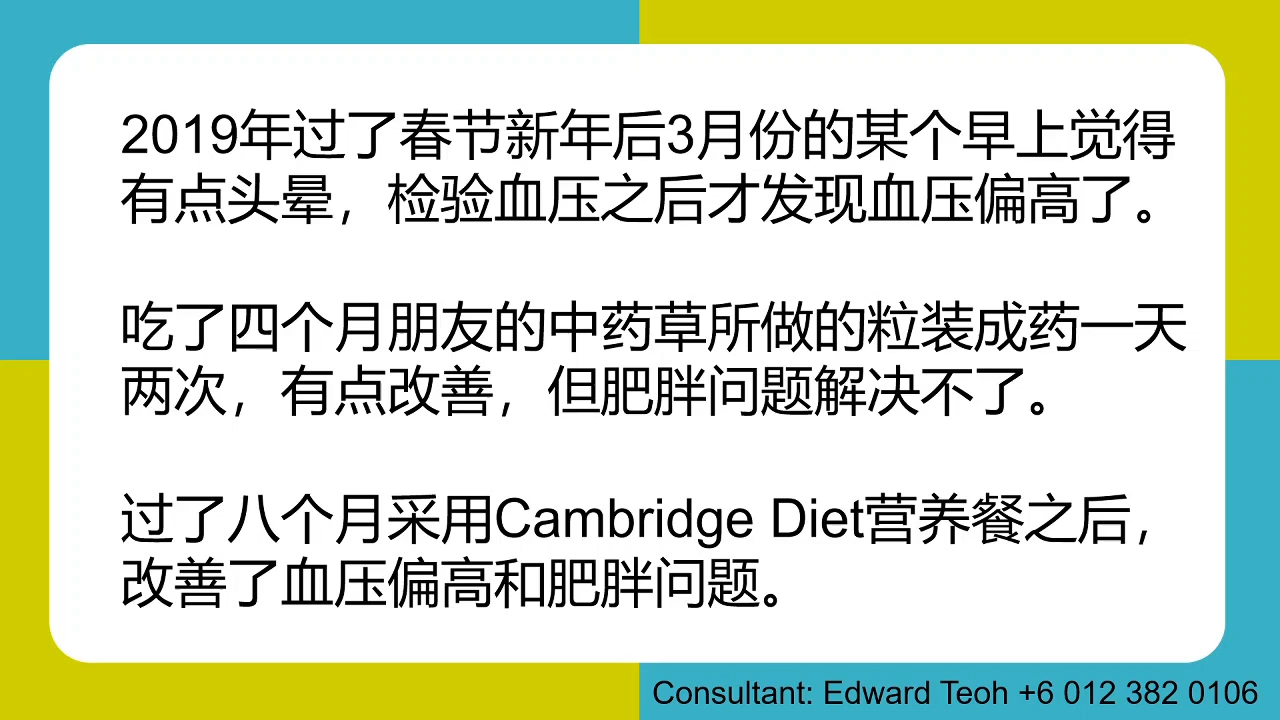 2019年过了春节新年后3月份的某个早上觉得
有点头晕，检验血压之后才发现血压偏高了。
吃了四个月朋友的中药草所做的粒装成药一天
两次，有点改善，但肥胖问题解决不了。
过了八个月采用Cambridge Diet营养餐之后，
改善了血压偏高和肥胖问题。
Consultant: Edward Teoh +6 012 382 0106